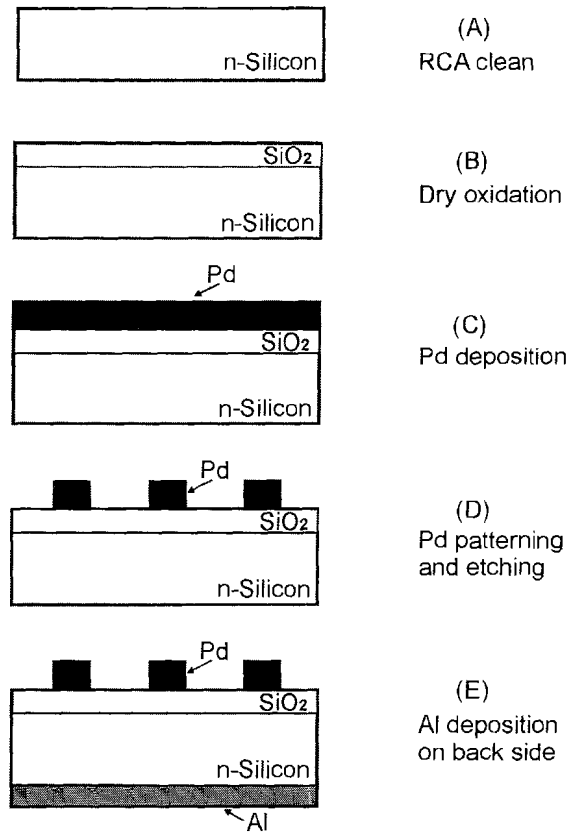 (A)
n-Silicon
RCA clean
SiO2
(B)
n-Silicon
Dry oxidation
Pd
(C)
SiO2
Pd deposition
n-Silicon
Pd
(D)
SiO2
Pd patterning
and etching
n-Silicon
Pd
(E)
SiO2
Al deposition
on back side
n-Silicon
Al